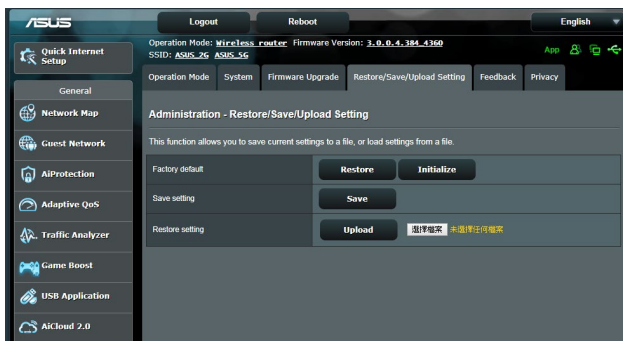 ASUS
Logout
Reboot
English
Quick Internet Setup
Operation Mode: Wireless router Firmware Version: 3.0.0.4.384_4360
SSID: ASUS_2G ASUS_5G
App
General
Network Map
Guest Network
AiProtection
Adaptive QoS
Traffic Analyzer
Game Boost
USB Application
AiCloud 2.0
Operation Mode
System
Firmware Upgrade
Restore/Save/Upload Setting
Feedback
Privacy
Administration - Restore/Save/Upload Setting
This function allows you to save current settings to a file, or load settings from a file.
Factory default
Restore
Initialize
Save setting
Save
Restore setting
Upload
選擇檔案 未選擇任何檔案